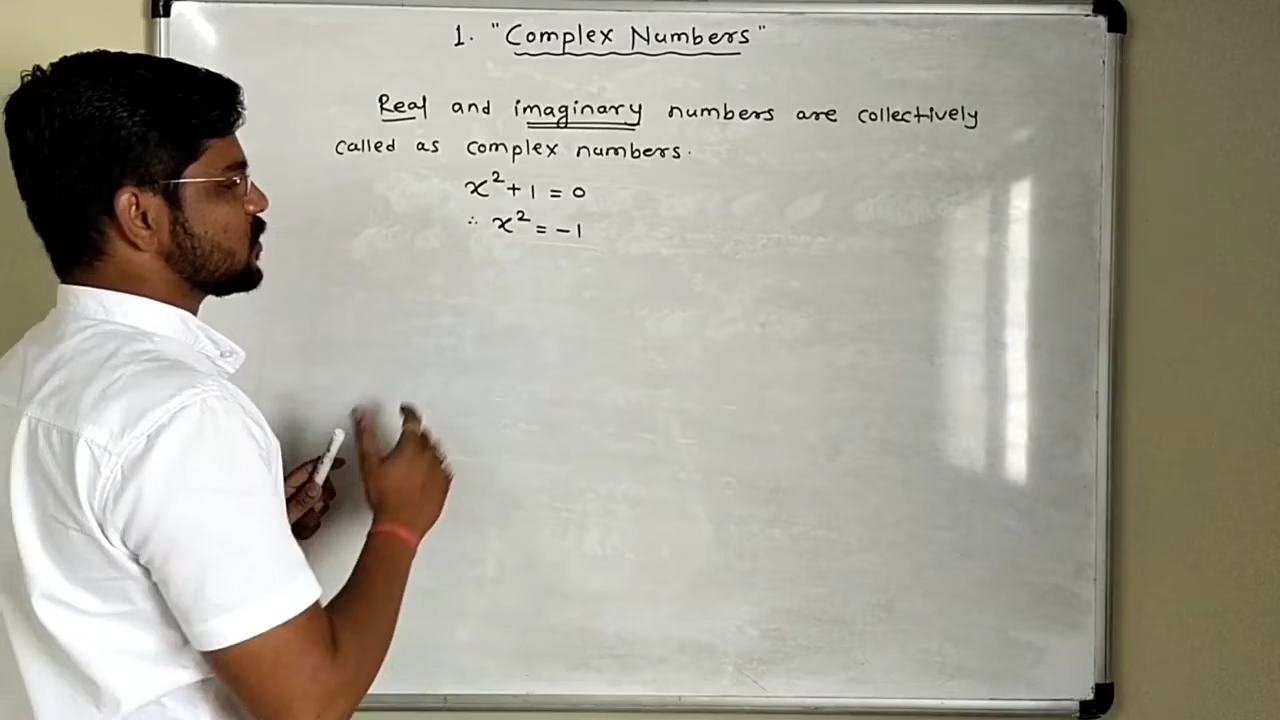 1. "Complex Numbers"
Real and imaginary numbers are collectively
called as complex numbers.
x² + 1 = 0
∴ x² = -1